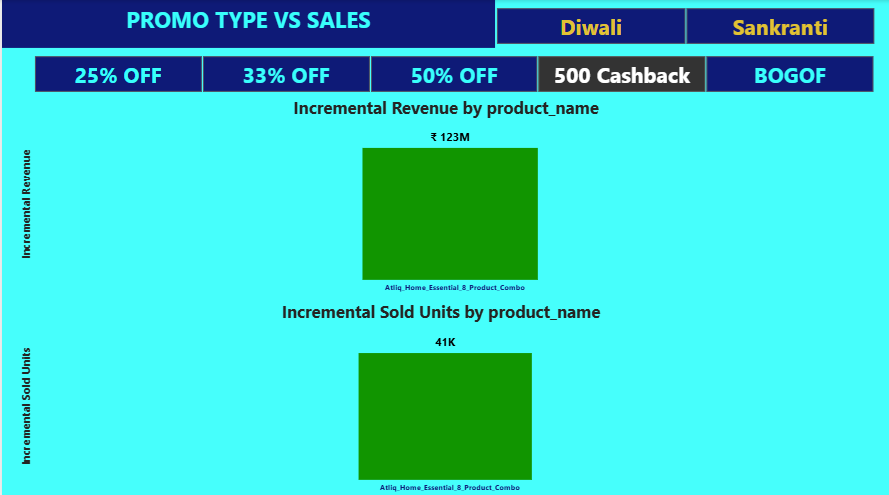 PROMO TYPE VS SALES
Diwali
Sankranti
25% OFF
33% OFF
50% OFF
500 Cashback
BOGOF
Incremental Revenue by product_name
₹ 123M
Incremental Revenue
Atliq_Home_Essential_8_Product_Combo
Incremental Sold Units by product_name
41K
Incremental Sold Units
Atliq_Home_Essential_8_Product_Combo